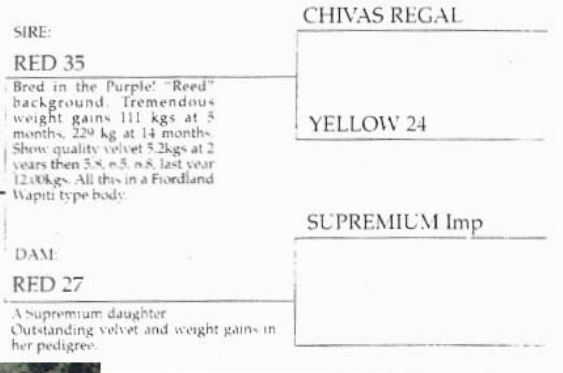 CHIVAS REGAL
SIRE:
RED 35
Bred in the Purple! "Reed"
background. Tremendous
weight gains 111 kgs at 5
months, 229 kg at 14 months.
Show quality velvet 5.2kgs at 2
years then 5.8, 6.5, n.8, last year
12.00kgs. All this in a Fiordland
Wapiti type body.
YELLOW 24
SUPREMIUM Imp
DAM:
RED 27
A Supremium daughter
Outstanding velvet and weight gains in
her pedigree.